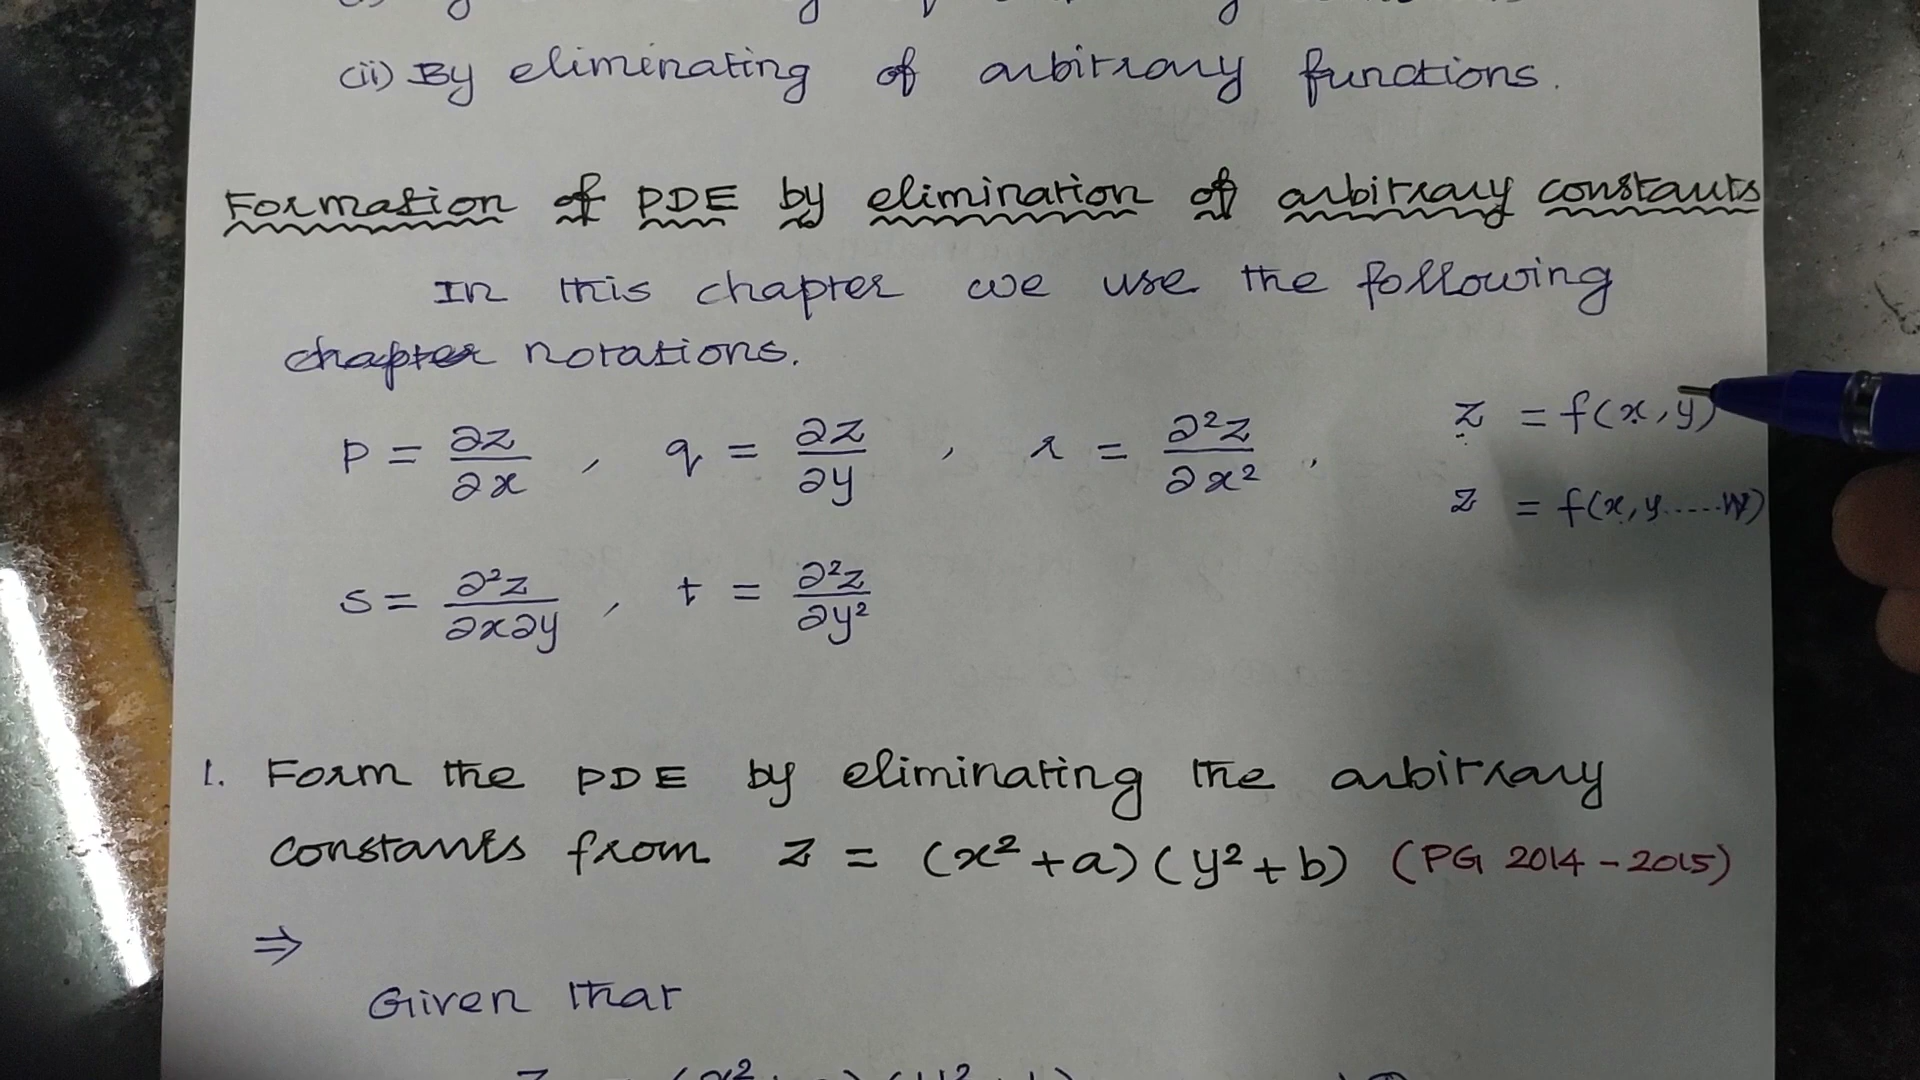 (ii) By eliminating of arbitrary functions.
Formation of PDE by elimination of arbitrary constants
In this chapter we use the following
chapter notations.
p = ∂z/∂x , q = ∂z/∂y , r = ∂²z/∂x² ,
z = f(x,y)
z = f(x,y.....)
s = ∂²z/∂x∂y , t = ∂²z/∂y²
1. Form the PDE by eliminating the arbitrary
constants from z = (x²+a)(y²+b) (PG 2014-2015)
⇒
Given that